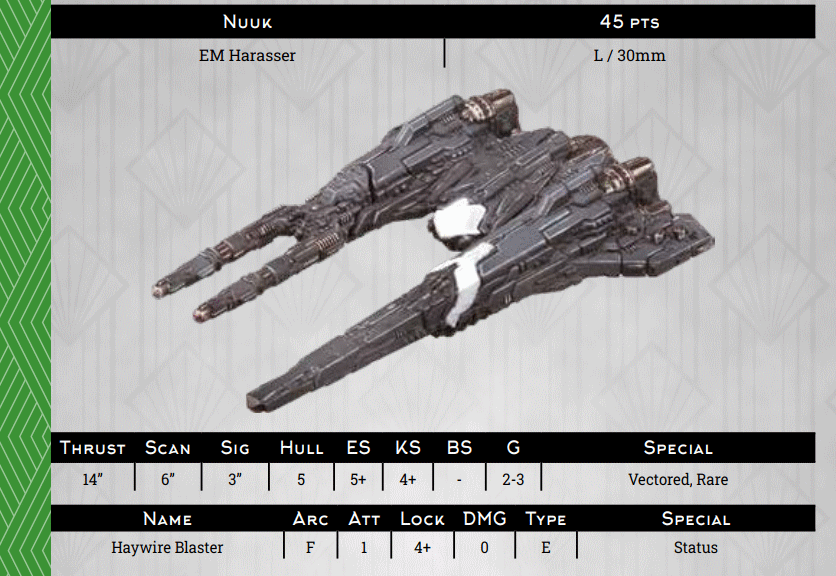 Nuuk 45 pts
EM Harasser L / 30mm
Thrust Scan Sig Hull ES KS BS G Special
14” 6” 3” 5 5+ 4+ - 2-3 Vectored, Rare
Name Arc Att Lock DMG Type Special
Haywire Blaster F 1 4+ 0 E Status